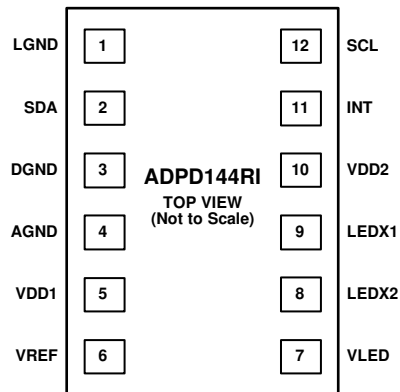 LGND 1
SDA 2
DGND 3
AGND 4
VDD1 5
VREF 6
ADPD144RI
TOP VIEW
(Not to Scale)
12 SCL
11 INT
10 VDD2
9 LEDX1
8 LEDX2
7 VLED